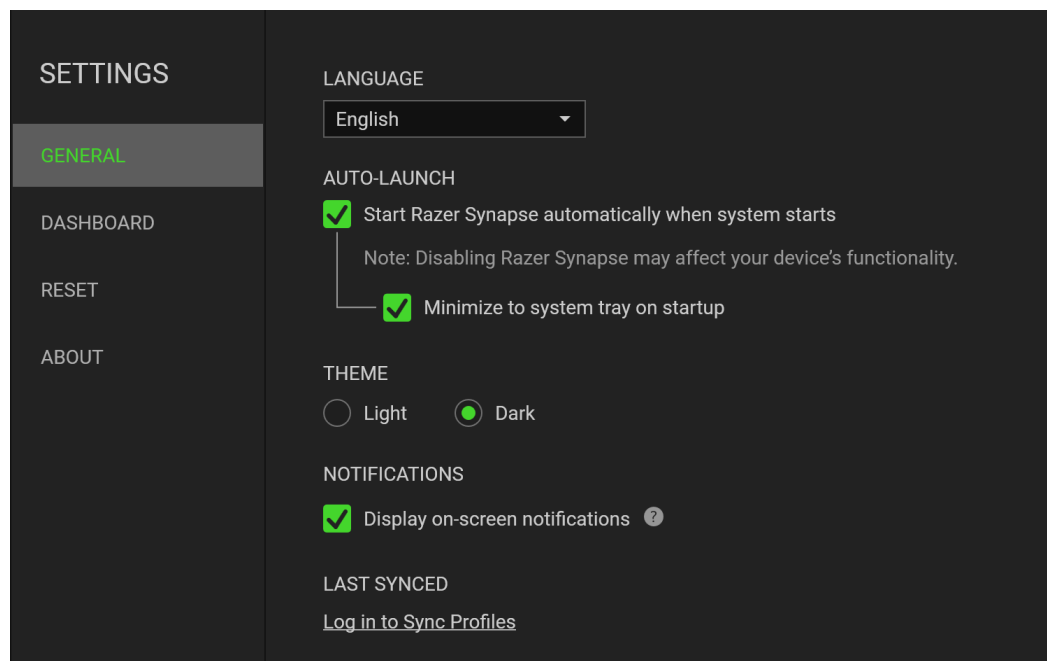 SETTINGS
GENERAL
DASHBOARD
RESET
ABOUT
LANGUAGE
English
AUTO-LAUNCH
Start Razer Synapse automatically when system starts
Note: Disabling Razer Synapse may affect your device’s functionality.
Minimize to system tray on startup
THEME
Light Dark
NOTIFICATIONS
Display on-screen notifications ?
LAST SYNCED
Log in to Sync Profiles